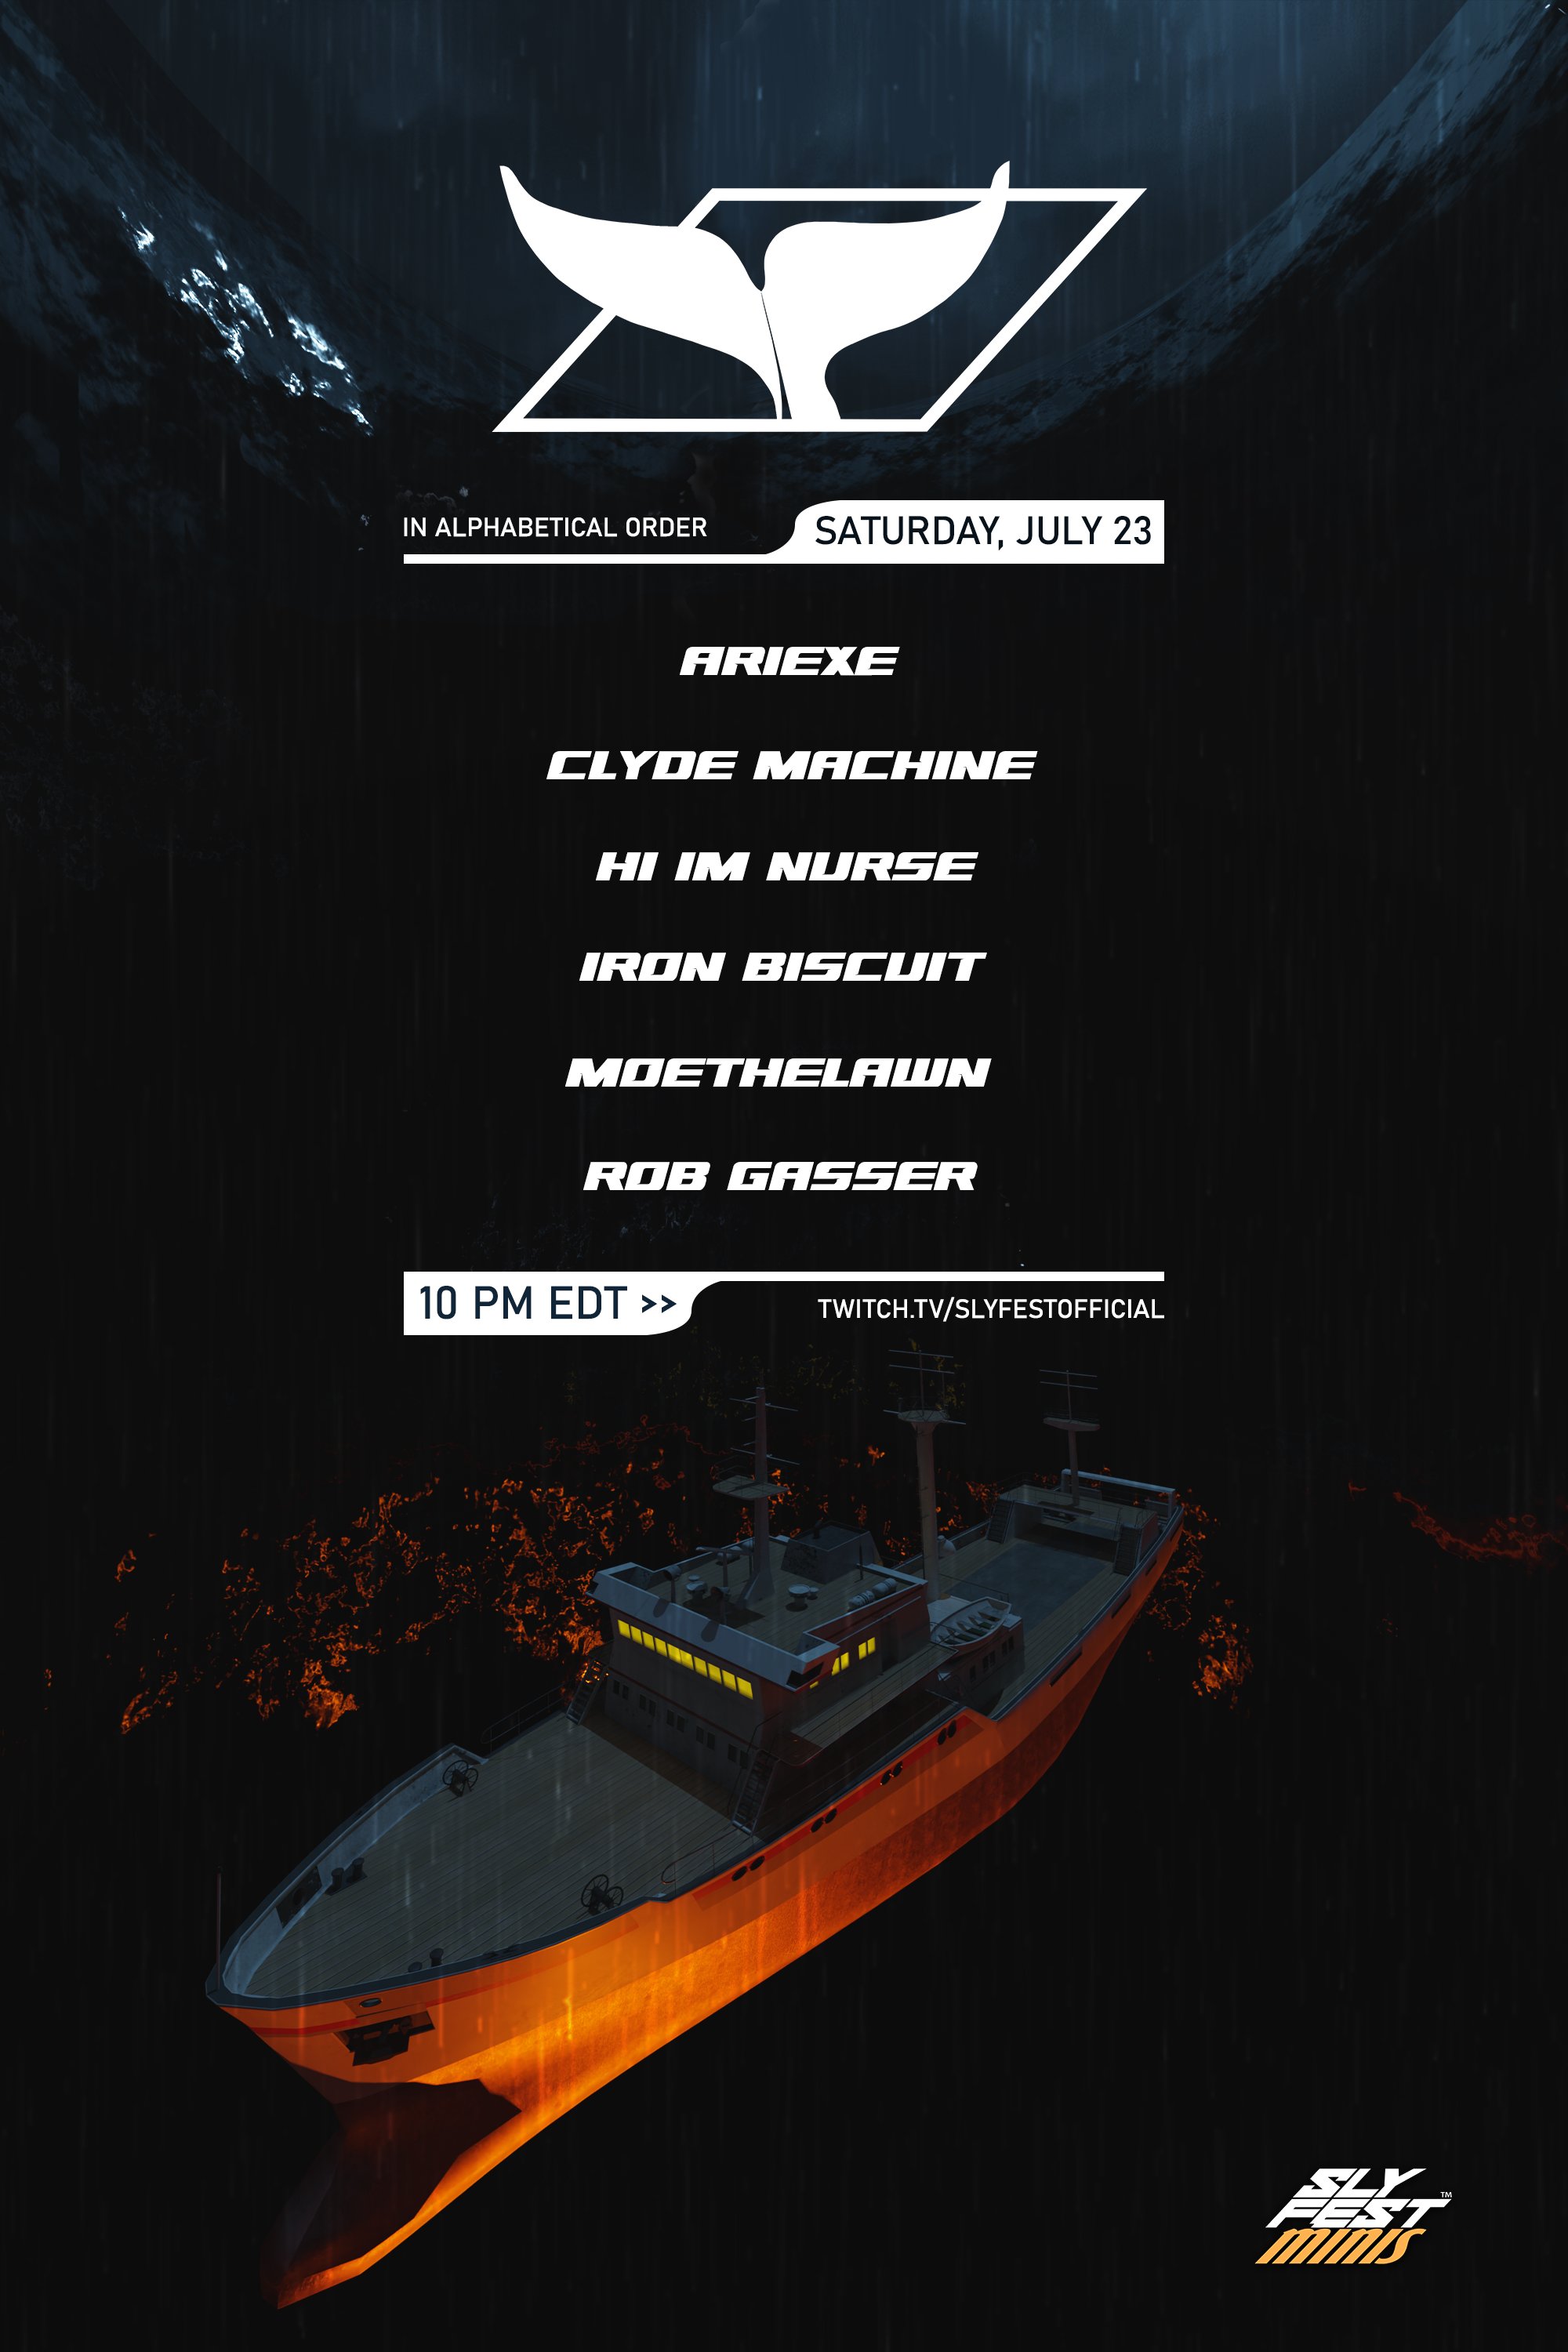 IN ALPHABETICAL ORDER
SATURDAY, JULY 23
ARIEXE
CLYDE MACHINE
HI IM NURSE
IRON BISCUIT
MOETHELAWN
ROB GASSER
10 PM EDT >>
TWITCH.TV/SLYFESTOFFICIAL
SLY
FEST™
MINIS